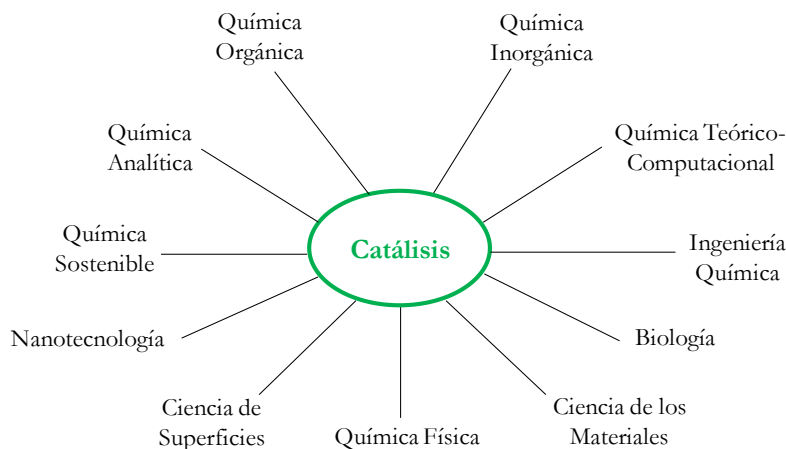 Química
Orgánica
Química
Inorgánica
Química
Analítica
Química Teórico-
Computacional
Química
Sostenible
Catálisis
Ingeniería
Química
Nanotecnología
Biología
Ciencia de
Superficies
Química Física
Ciencia de los
Materiales